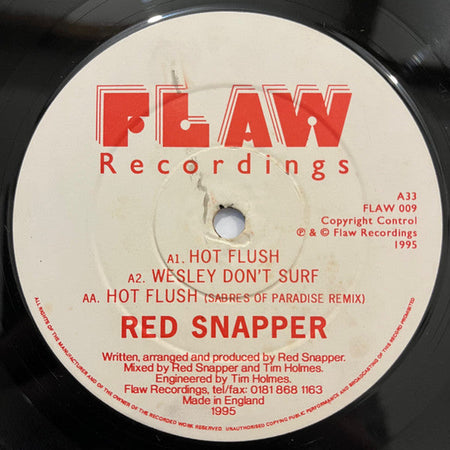 FLAW
Recordings
A33
FLAW 009
Copyright Control
℗ & © Flaw Recordings
1995
A1. HOT FLUSH
A2. WESLEY DON'T SURF
AA. HOT FLUSH (SABRES OF PARADISE REMIX)
RED SNAPPER
Written, arranged and produced by Red Snapper.
Mixed by Red Snapper and Tim Holmes.
Engineered by Tim Holmes.
Flaw Recordings, tel/fax: 0181 868 1163
Made in England
1995
ALL RIGHTS OF THE MANUFACTURER AND OF THE OWNER OF THE RECORDED WORK RESERVED. UNAUTHORISED COPYING PUBLIC PERFORMANCE AND BROADCASTING OF THIS RECORD PROHIBITED